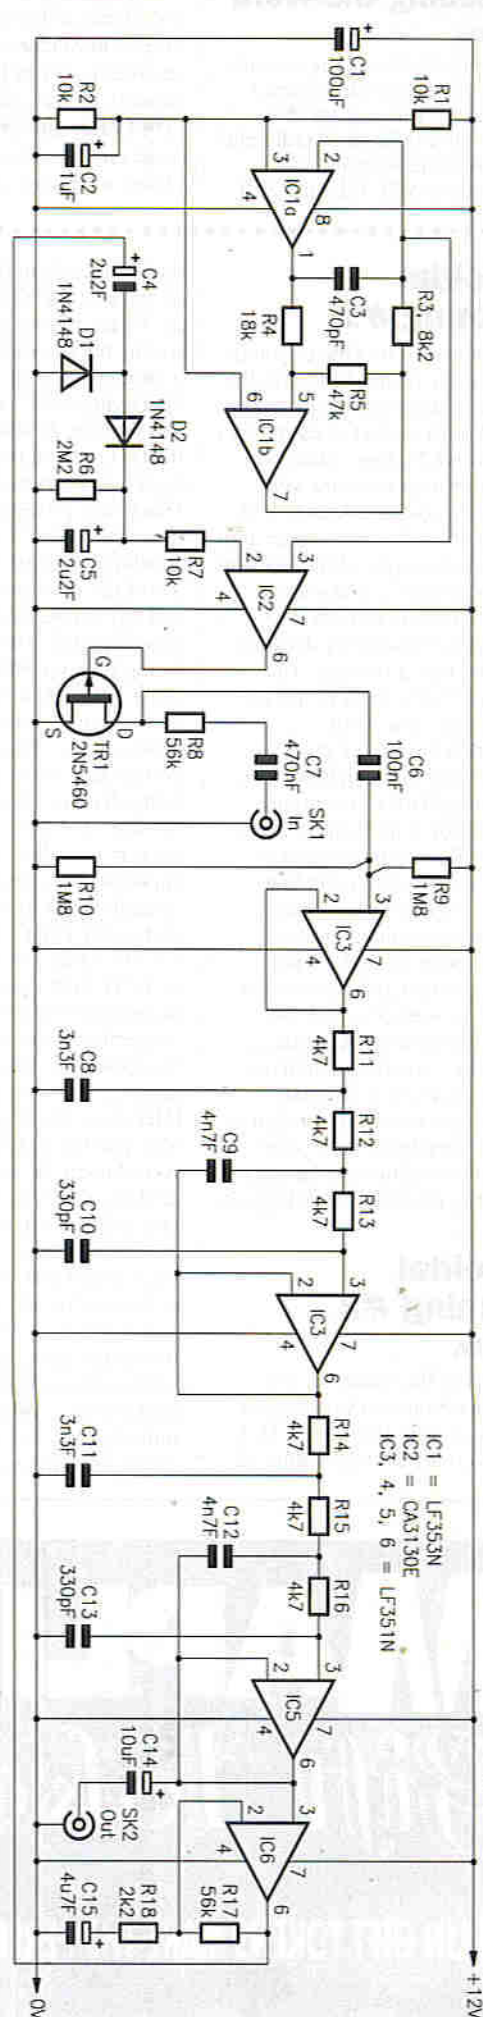 +12V
0V
IC1 = LF353N
IC2 = CA3130E
IC3, 4, 5, 6 = LF351N
C1
100uF
+
R1
10k
R2
10k
C2
1uF
+
IC1a
2
3
8
4
1
C3
470pF
R3, 8k2
R4
18k
R5
47k
IC1b
5
6
7
C4
2u2F
+
D1
1N4148
D2
1N4148
R6
2M2
C5
2u2F
+
R7
10k
IC2
3
2
7
4
6
G
D
S
TR1
2N5460
R8
56k
C6
100nF
C7
470nF
SK1
In
R9
1M8
R10
1M8
IC3
3
2
7
4
6
R11
4k7
C8
3n3F
R12
4k7
C9
4n7F
R13
4k7
C10
330pF
IC3
3
2
7
4
6
R14
4k7
C11
3n3F
R15
4k7
C12
4n7F
R16
4k7
C13
330pF
IC5
3
2
7
4
6
C14
10uF
+
SK2
Out
IC6
3
2
7
4
6
R17
56k
R18
2k2
C15
4u7F
+